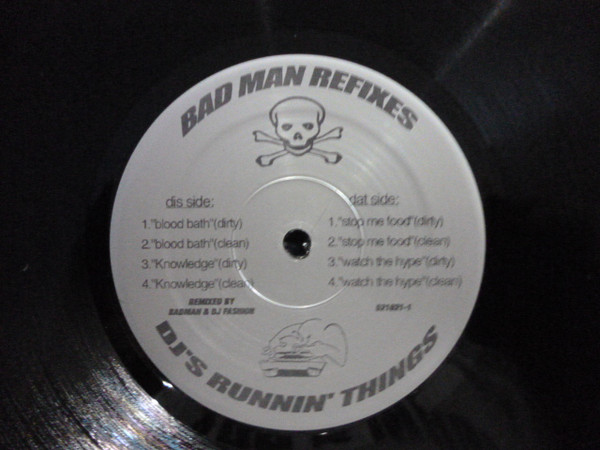 BAD MAN REFIXES
dis side:
1."blood bath"(dirty)
2."blood bath"(clean)
3."Knowledge"(dirty)
4."Knowledge"(clean)
REMIXED BY
BADMAN & DJ FASHION
dat side:
1."stop me food"(dirty)
2."stop me food"(clean)
3."watch the hype"(dirty)
4."watch the hype"(clean)
DJ'S RUNNIN' THINGS